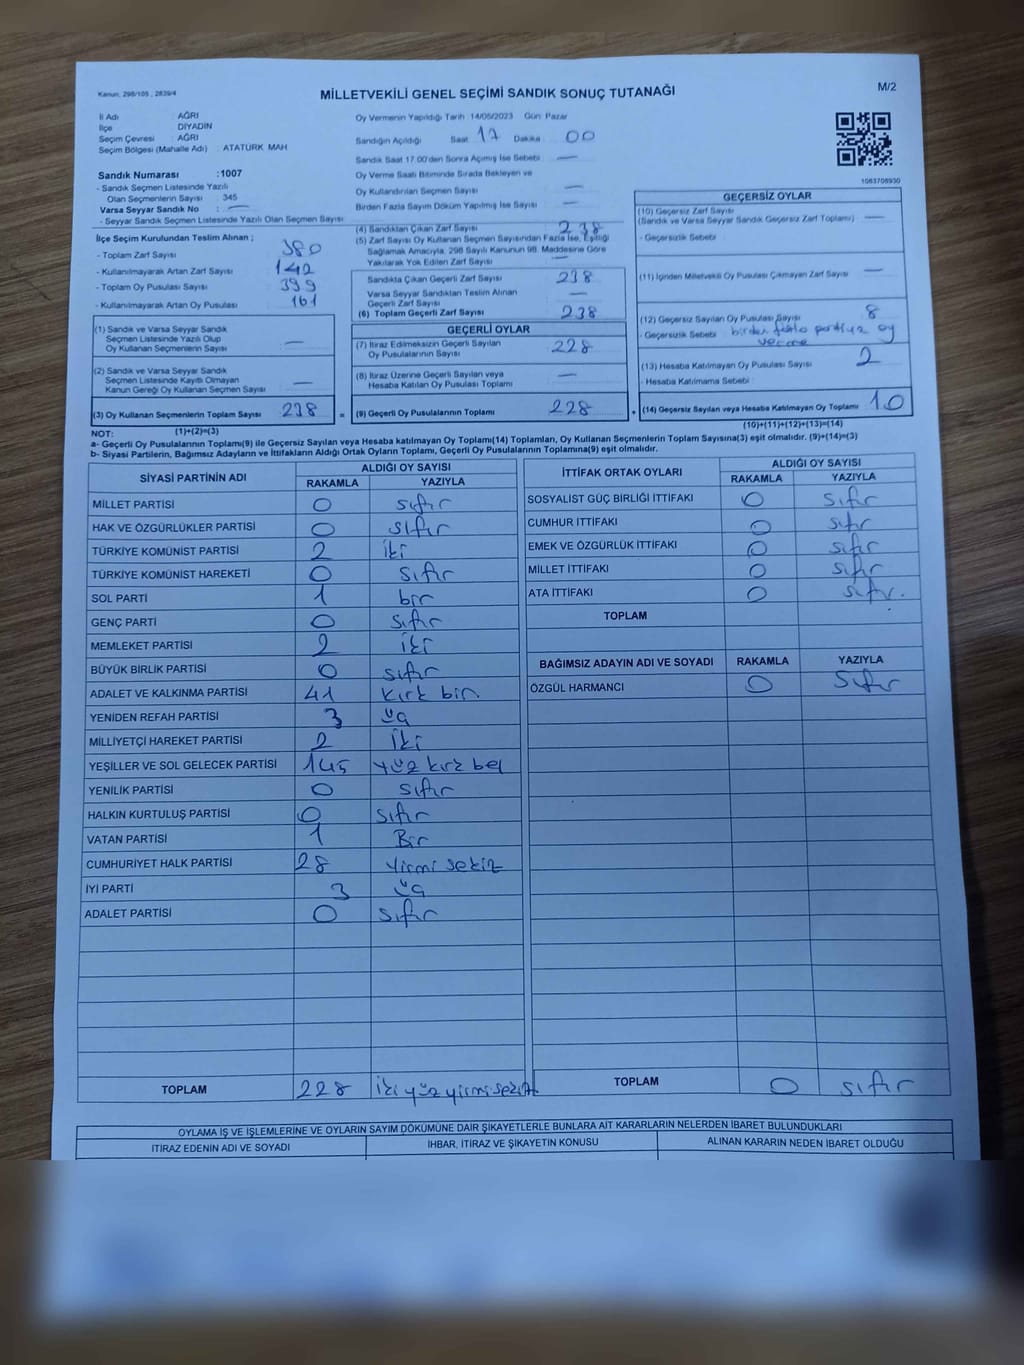 Kanun, 298/105 , 2839/4
MİLLETVEKİLİ GENEL SEÇİMİ SANDIK SONUÇ TUTANAĞI
M/2
İl Adı : AĞRI
İlçe : DİYADİN
Seçim Çevresi : AĞRI
Seçim Bölgesi (Mahalle Adı) : ATATÜRK MAH
Sandık Numarası :1007
- Sandık Seçmen Listesinde Yazılı
Olan Seçmenlerin Sayısı 345
Varsa Seyyar Sandık No : —
- Seyyar Sandık Seçmen Listesinde Yazılı Olan Seçmen Sayısı
İlçe Seçim Kurulundan Teslim Alınan ;
- Toplam Zarf Sayısı 380
- Kullanılmayarak Artan Zarf Sayısı 142
- Toplam Oy Pusulası Sayısı 399
- Kullanılmayarak Artan Oy Pusulası 161
(1) Sandık ve Varsa Seyyar Sandık
Seçmen Listesinde Yazılı Olup
Oy Kullanan Seçmenlerin Sayısı —
(2) Sandık ve Varsa Seyyar Sandık
Seçmen Listesinde Kayıtlı Olmayan
Kanun Gereği Oy Kullanan Seçmen Sayısı —
(3) Oy Kullanan Seçmenlerin Toplam Sayısı 238 =
(1)+(2)=(3)
Oy Vermenin Yapıldığı Tarih 14/05/2023 Gün: Pazar
Sandığın Açıldığı Saat 17 Dakika 00
Sandık Saat 17.00'den Sonra Açımış İse Sebebi —
Oy Verme Saati Bitiminde Sırada Bekleyen ve
Oy Kullandırılan Seçmen Sayısı —
Birden Fazla Sayım Döküm Yapılmış İse Sayısı —
(4) Sandıktan Çıkan Zarf Sayısı 238
(5) Zarf Sayısı Oy Kullanan Seçmen Sayısından Fazla İse, Eşitliği
Sağlamak Amacıyla, 298 Sayılı Kanunun 98. Maddesine Göre
Yakılarak Yok Edilen Zarf Sayısı —
Sandıkta Çıkan Geçerli Zarf Sayısı 238
Varsa Seyyar Sandıktan Teslim Alınan
Geçerli Zarf Sayısı —
(6) Toplam Geçerli Zarf Sayısı 238
GEÇERLİ OYLAR
(7) İtiraz Edilmeksizin Geçerli Sayılan
Oy Pusulalarının Sayısı 228
(8) İtiraz Üzerine Geçerli Sayılan veya
Hesaba Katılan Oy Pusulası Toplamı —
(9) Geçerli Oy Pusulalarının Toplamı 228 +
1083708930
GEÇERSİZ OYLAR
(10) Geçersiz Zarf Sayısı
(Sandık ve Varsa Seyyar Sandık Geçersiz Zarf Toplamı) —
- Geçersizlik Sebebi :
(11) İçinden Milletvekili Oy Pusulası Çıkmayan Zarf Sayısı —
(12) Geçersiz Sayılan Oy Pusulası Sayısı 8
- Geçersizlik Sebebi birden fazla partiye oy
verme
(13) Hesaba Katılmayan Oy Pusulası 2
- Hesaba Katılmama Sebebi :
(14) Geçersiz Sayılan veya Hesaba Katılmayan Oy Toplamı 10
(10)+(11)+(12)+(13)=(14)
NOT:
a- Geçerli Oy Pusulalarının Toplamı(9) ile Geçersiz Sayılan veya Hesaba katılmayan Oy Toplamı(14) Toplamları, Oy Kullanan Seçmenlerin Toplam Sayısına(3) eşit olmalıdır. (9)+(14)=(3)
b- Siyasi Partilerin, Bağımsız Adayların ve İttifakların Aldığı Ortak Oyların Toplamı, Geçerli Oy Pusulalarının Toplamına(9) eşit olmalıdır.
SİYASİ PARTİNİN ADI ALDIĞI OY SAYISI
RAKAMLA YAZIYLA
MİLLET PARTİSİ 0 sıfır
HAK VE ÖZGÜRLÜKLER PARTİSİ 0 sıfır
TÜRKİYE KOMÜNİST PARTİSİ 2 iki
TÜRKİYE KOMÜNİST HAREKETİ 0 sıfır
SOL PARTİ 1 bir
GENÇ PARTİ 0 sıfır
MEMLEKET PARTİSİ 2 iki
BÜYÜK BİRLİK PARTİSİ 0 sıfır
ADALET VE KALKINMA PARTİSİ 41 kırk bir
YENİDEN REFAH PARTİSİ 3 üç
MİLLİYETÇİ HAREKET PARTİSİ 2 iki
YEŞİLLER VE SOL GELECEK PARTİSİ 145 yüz kırk beş
YENİLİK PARTİSİ 0 sıfır
HALKIN KURTULUŞ PARTİSİ 0 sıfır
VATAN PARTİSİ 1 Bir
CUMHURİYET HALK PARTİSİ 28 yirmi sekiz
İYİ PARTİ 3 üç
ADALET PARTİSİ 0 sıfır
TOPLAM 228 iki yüz yirmi sekiz
İTTİFAK ORTAK OYLARI ALDIĞI OY SAYISI
RAKAMLA YAZIYLA
SOSYALİST GÜÇ BİRLİĞİ İTTİFAKI 0 sıfır
CUMHUR İTTİFAKI 0 sıfır
EMEK VE ÖZGÜRLÜK İTTİFAKI 0 sıfır
MİLLET İTTİFAKI 0 sıfır
ATA İTTİFAKI 0 sıfır.
TOPLAM
BAĞIMSIZ ADAYIN ADI VE SOYADI RAKAMLA YAZIYLA
ÖZGÜL HARMANCI 0 sıfır
TOPLAM 0 sıfır
OYLAMA İŞ VE İŞLEMLERİNE VE OYLARIN SAYIM DÖKÜMÜNE DAİR ŞİKAYETLERLE BUNLARA AİT KARARLARIN NELERDEN İBARET BULUNDUKLARI
İTİRAZ EDENİN ADI VE SOYADI İHBAR, İTİRAZ VE ŞİKAYETİN KONUSU ALINAN KARARIN NEDEN İBARET OLDUĞU